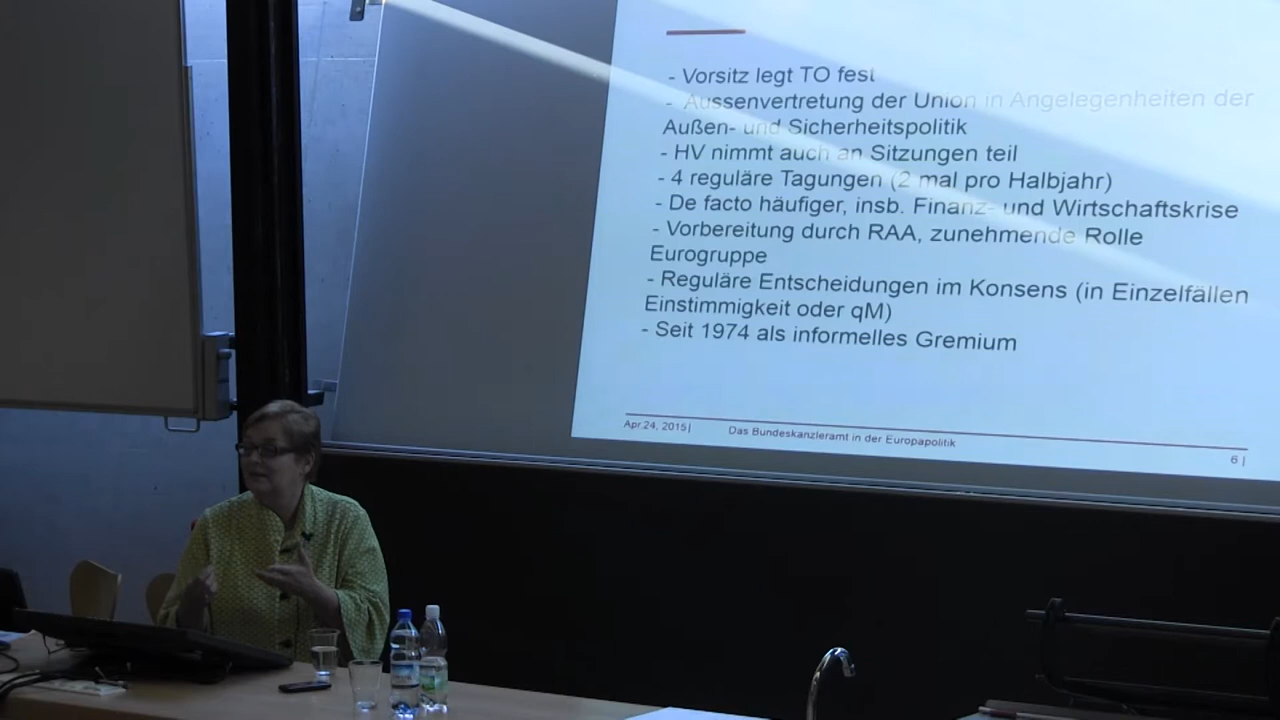 - Vorsitz legt TO fest
- Aussenvertretung der Union in Angelegenheiten der
Außen- und Sicherheitspolitik
- HV nimmt auch an Sitzungen teil
- 4 reguläre Tagungen (2 mal pro Halbjahr)
- De facto häufiger, insb. Finanz- und Wirtschaftskrise
- Vorbereitung durch RAA, zunehmende Rolle
Eurogruppe
- Reguläre Entscheidungen im Konsens (in Einzelfällen
Einstimmigkeit oder qM)
- Seit 1974 als informelles Gremium
Apr.24, 2015| Das Bundeskanzleramt in der Europapolitik
6 |